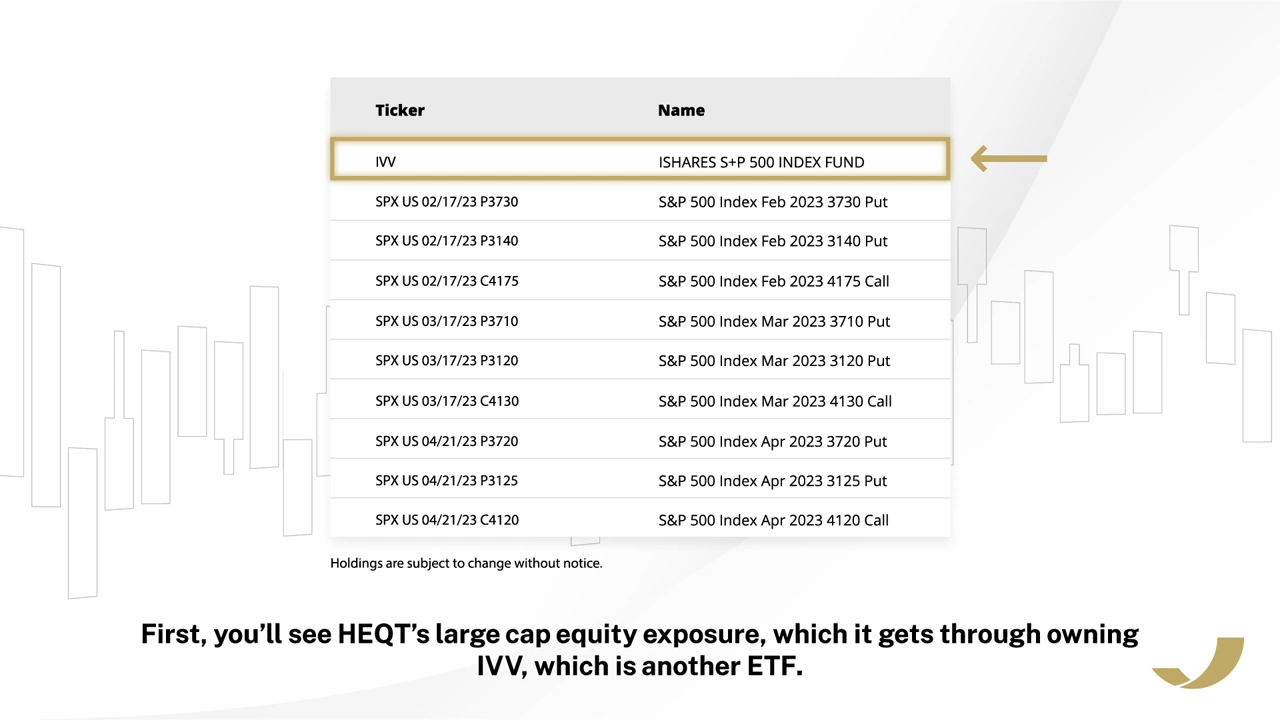 Ticker Name
IVV ISHARES S+P 500 INDEX FUND
SPX US 02/17/23 P3730 S&P 500 Index Feb 2023 3730 Put
SPX US 02/17/23 P3140 S&P 500 Index Feb 2023 3140 Put
SPX US 02/17/23 C4175 S&P 500 Index Feb 2023 4175 Call
SPX US 03/17/23 P3710 S&P 500 Index Mar 2023 3710 Put
SPX US 03/17/23 P3120 S&P 500 Index Mar 2023 3120 Put
SPX US 03/17/23 C4130 S&P 500 Index Mar 2023 4130 Call
SPX US 04/21/23 P3720 S&P 500 Index Apr 2023 3720 Put
SPX US 04/21/23 P3125 S&P 500 Index Apr 2023 3125 Put
SPX US 04/21/23 C4120 S&P 500 Index Apr 2023 4120 Call
Holdings are subject to change without notice.
First, you’ll see HEQT’s large cap equity exposure, which it gets through owning
IVV, which is another ETF.